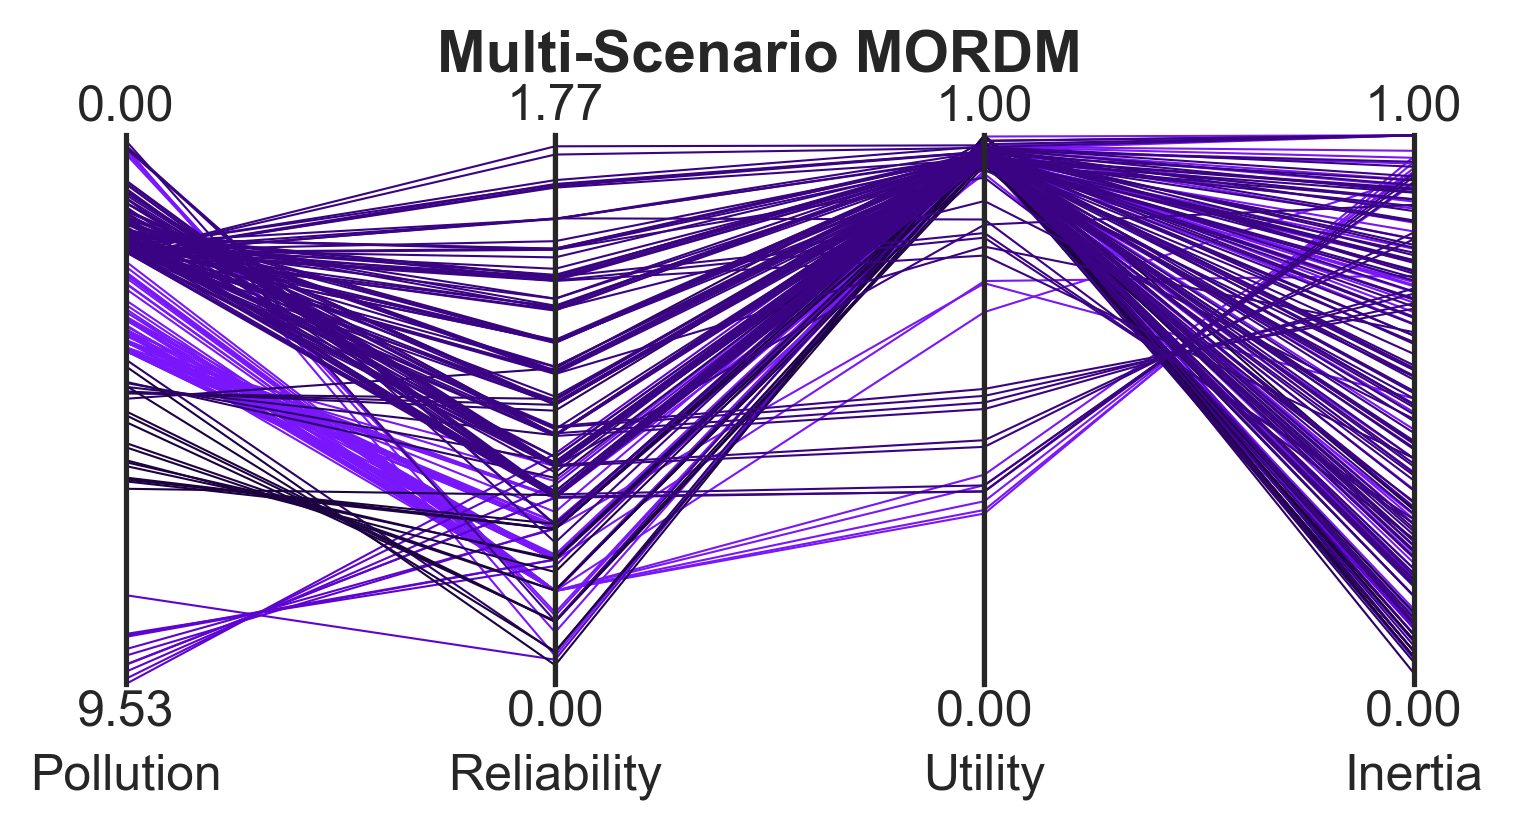 Multi-Scenario MORDM
0.00 1.77 1.00 1.00
9.53 0.00 0.00 0.00
Pollution Reliability Utility Inertia